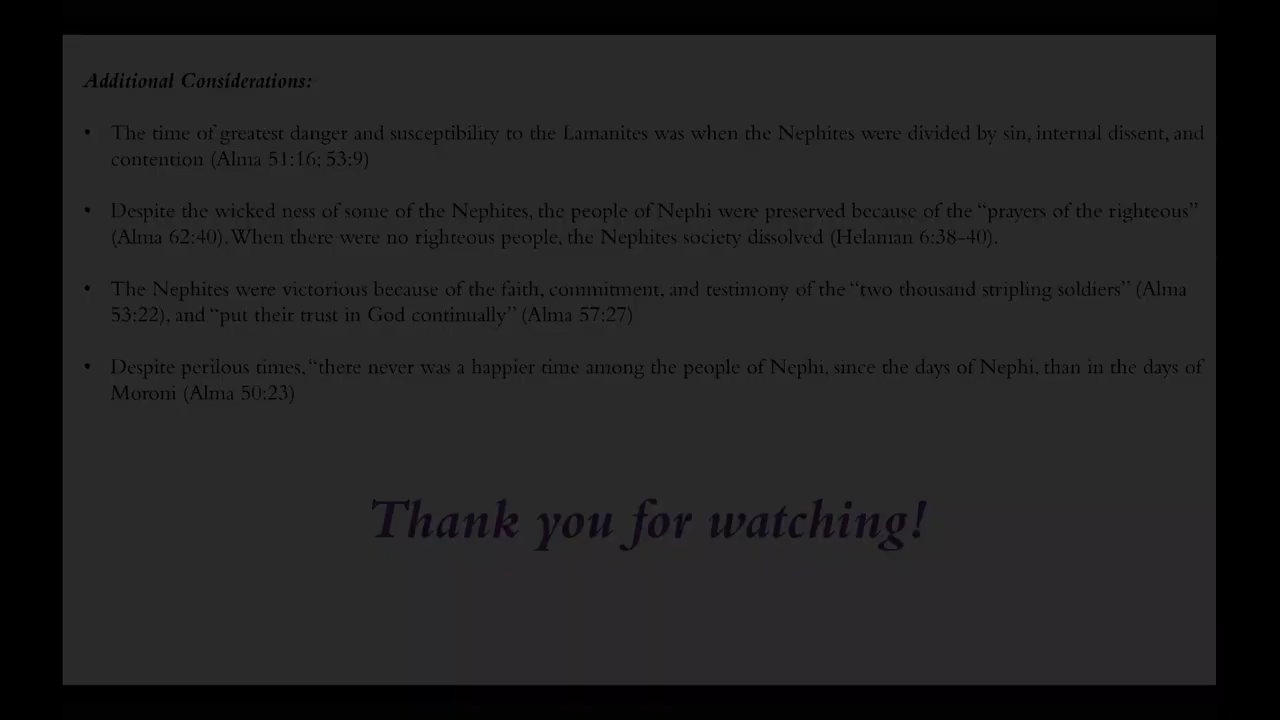 Additional Considerations:
• The time of greatest danger and susceptibility to the Lamanites was when the Nephites were divided by sin, internal dissent, and
contention (Alma 51:16; 53:9)
• Despite the wicked ness of some of the Nephites, the people of Nephi were preserved because of the “prayers of the righteous”
(Alma 62:40). When there were no righteous people, the Nephites society dissolved (Helaman 6:38-40).
• The Nephites were victorious because of the faith, commitment, and testimony of the “two thousand stripling soldiers” (Alma
53:22), and “put their trust in God continually” (Alma 57:27)
• Despite perilous times, “there never was a happier time among the people of Nephi, since the days of Nephi, than in the days of
Moroni (Alma 50:23)
Thank you for watching!